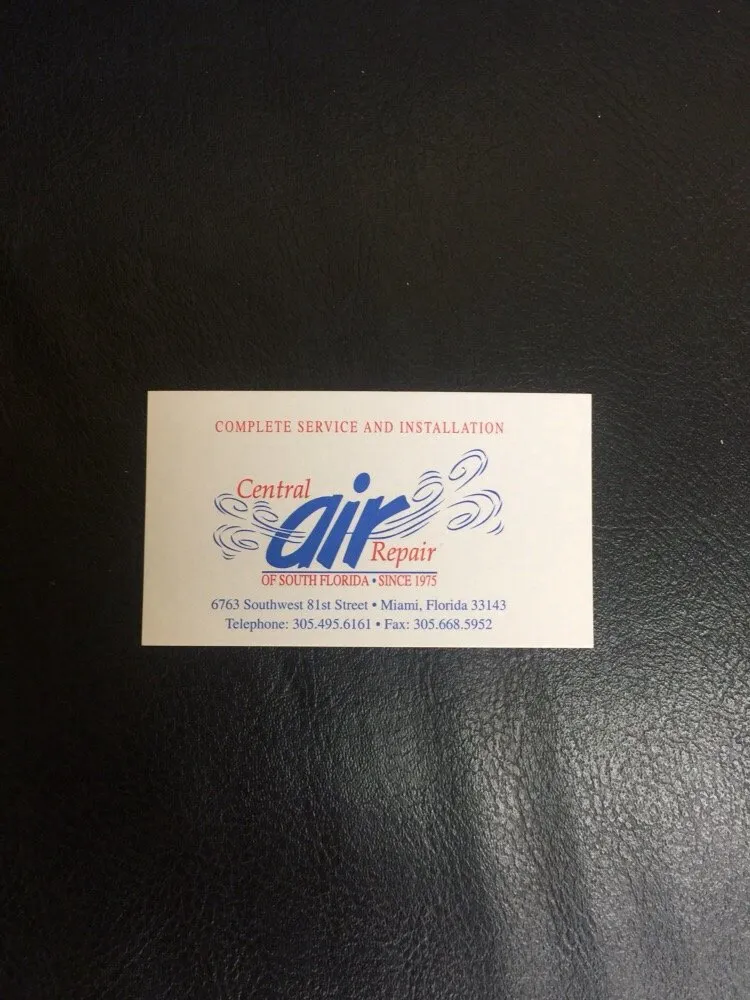 COMPLETE SERVICE AND INSTALLATION
Central
air
Repair
OF SOUTH FLORIDA • SINCE 1975
6763 Southwest 81st Street • Miami, Florida 33143
Telephone: 305.495.6161 • Fax: 305.668.5952